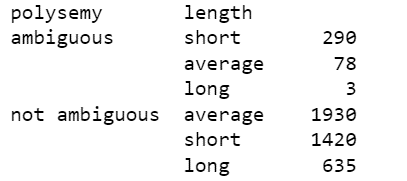 polysemy length
ambiguous short 290
average 78
long 3
not ambiguous average 1930
short 1420
long 635